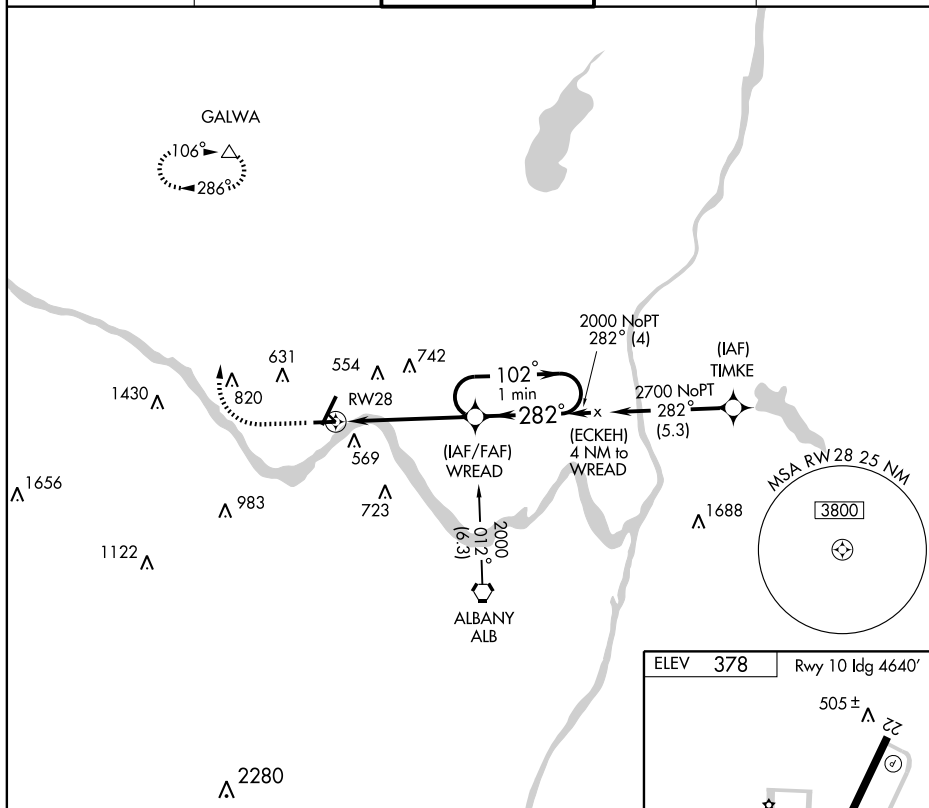 GALWA
106°
286°
2000 NoPT
282° (4)
(IAF)
TIMKE
631
554
742
1430
820
RW28
102°
1 min
282°
2700 NoPT
282°
(5.3)
(IAF/FAF)
WREAD
(ECKEH)
4 NM to
WREAD
569
MSA RW 28 25 NM
3800
1656
983
723
1688
2000
012°
(6.3)
1122
ALBANY
ALB
ELEV 378
Rwy 10 ldg 4640'
505 ±
22
P
2280